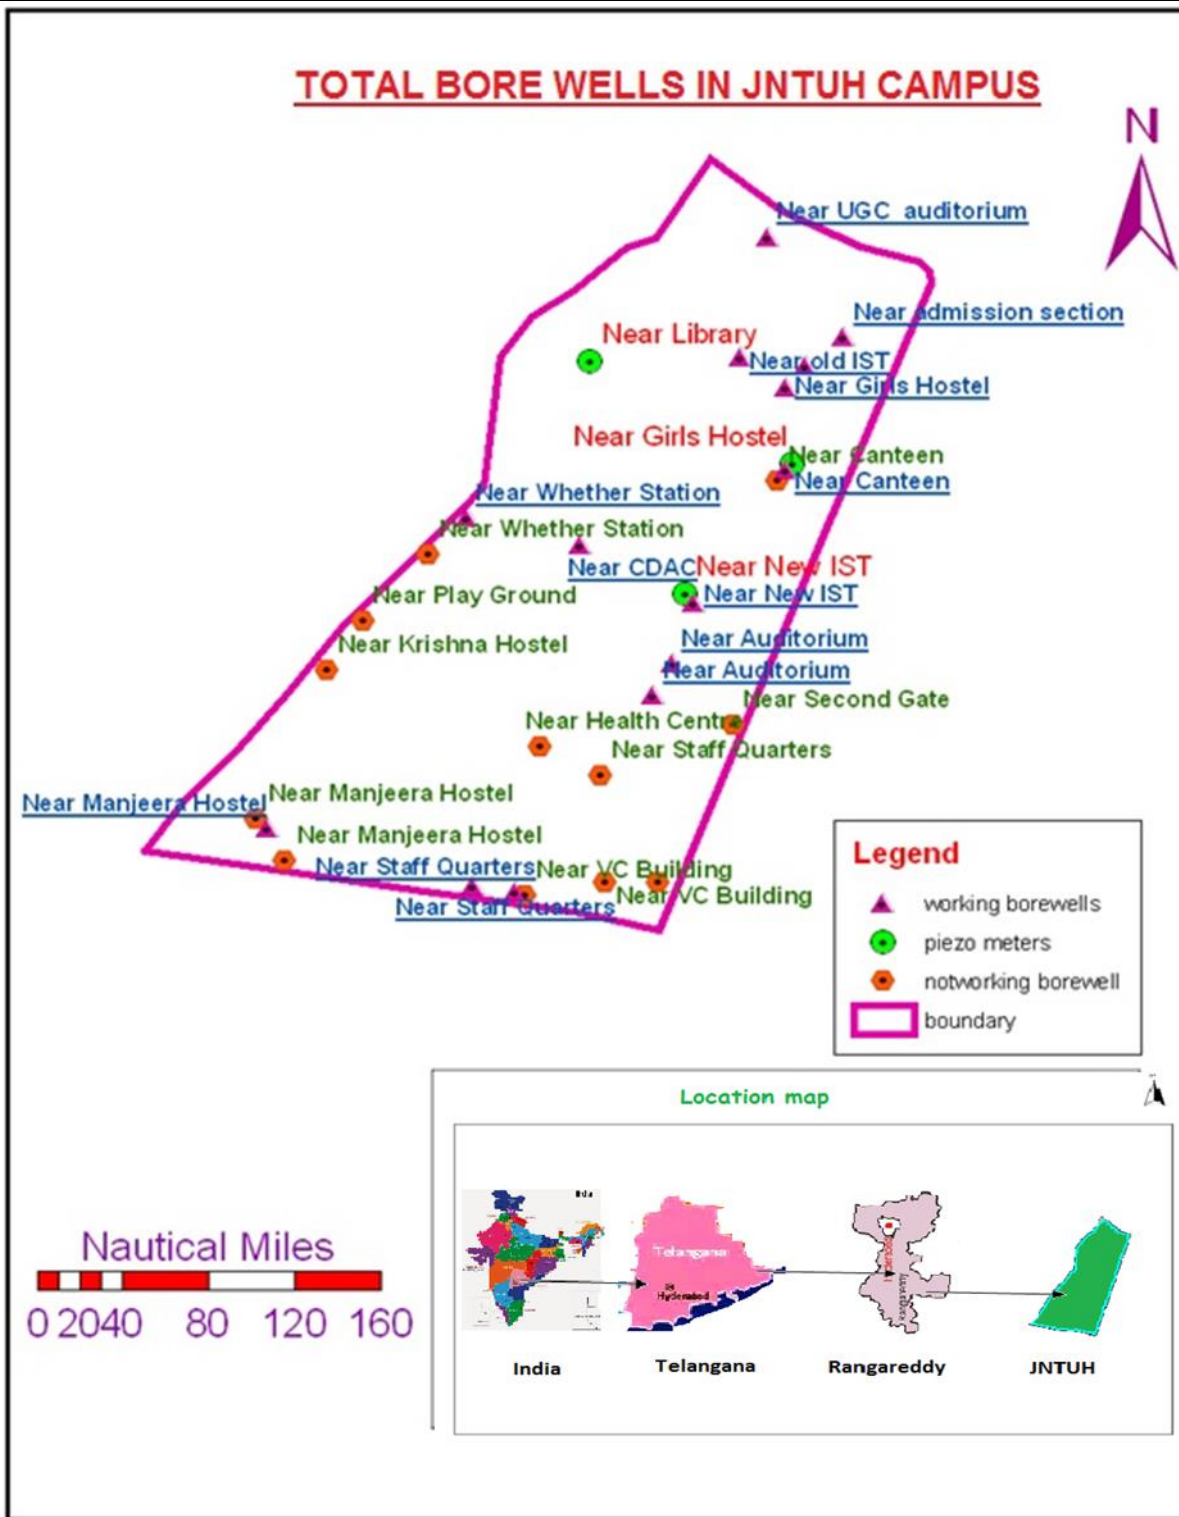 TOTAL BORE WELLS IN JNTUH CAMPUS
N
Near UGC auditorium
Near admission section
Near Library
Near old IST
Near Girls Hostel
Near Girls Hostel
Near Canteen
Near Canteen
Near Whether Station
Near Whether Station
Near CDAC
Near New IST
Near New IST
Near Play Ground
Near Auditorium
Near Krishna Hostel
Near Auditorium
Near Second Gate
Near Health Centre
Near Staff Quarters
Near Manjeera Hostel
Near Manjeera Hostel
Near Manjeera Hostel
Near Staff Quarters
Near VC Building
Near VC Building
Near Staff Quarters
Legend
working borewells
piezo meters
notworking borewell
boundary
Location map
India
Telangana
Hyderabad
Nautical Miles
0 20 40 80 120 160
India
Telangana
Rangareddy
JNTUH